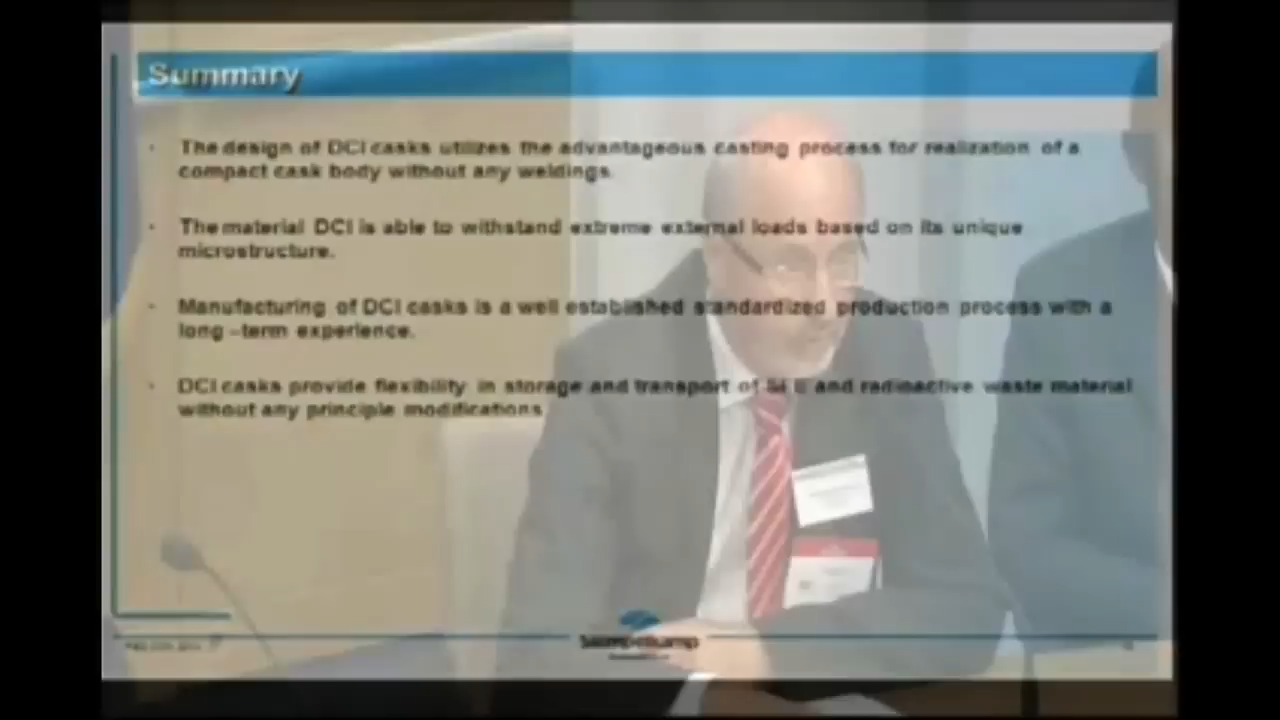 Summary
The design of DCI casks utilizes the advantageous casting process for realization of a
compact cask body without any weldings.
The material DCI is able to withstand extreme external loads based on its unique
microstructure.
Manufacturing of DCI casks is a well established standardized production process with a
long –term experience.
DCI casks provide flexibility in storage and transport of and radioactive waste material
without any principle modifications
Siempelkamp